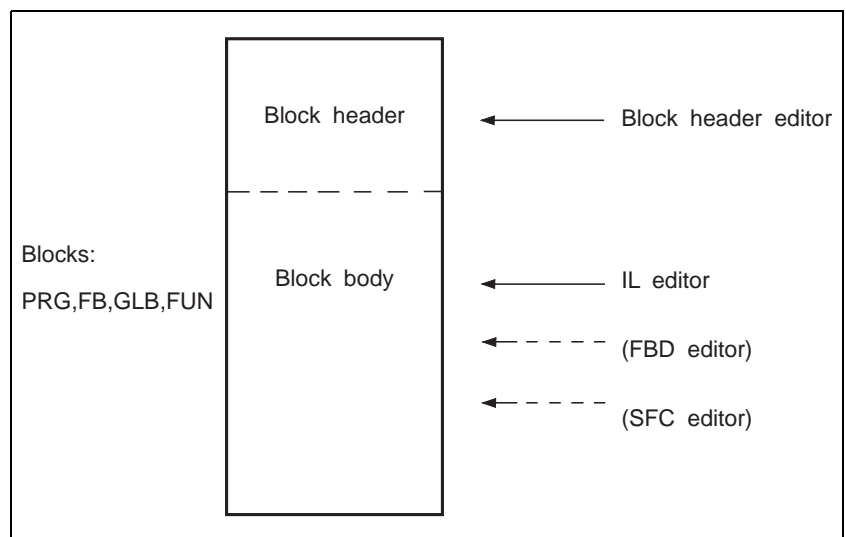 Block header
Block header editor
Blocks:
PRG,FB,GLB,FUN
Block body
IL editor
(FBD editor)
(SFC editor)